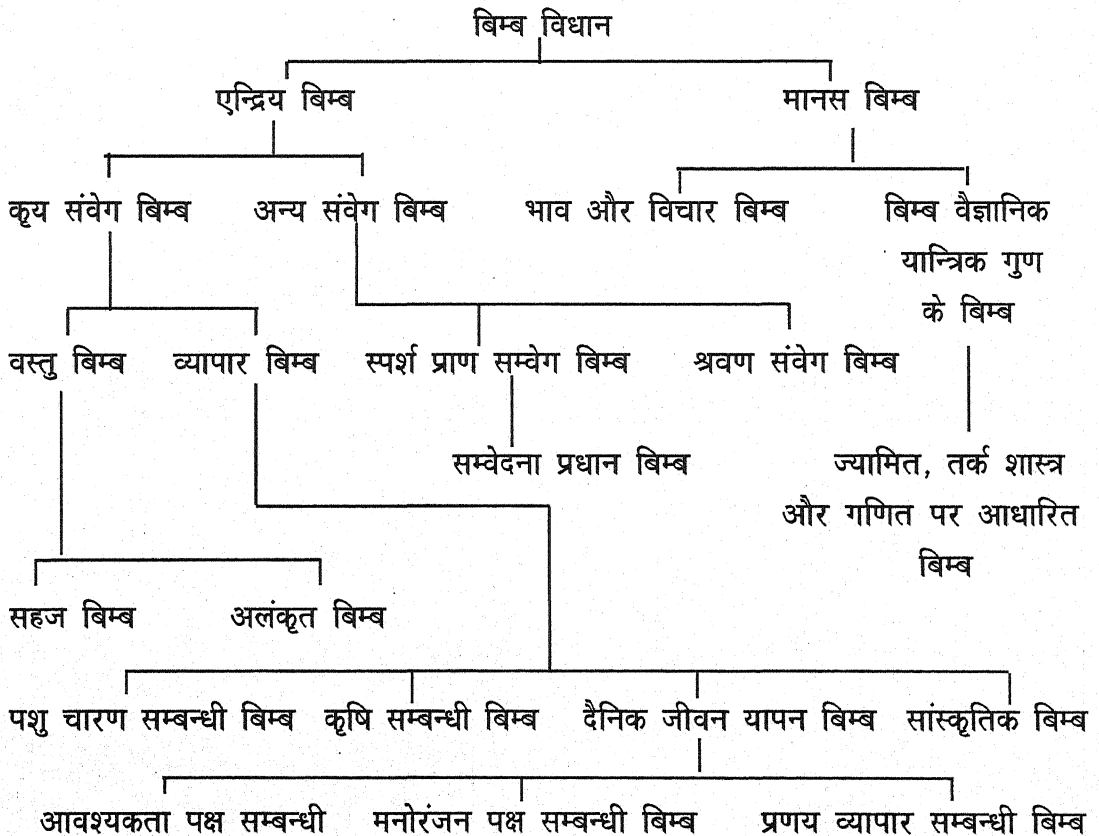 बिम्ब विधान
एन्द्रिय बिम्ब मानस बिम्ब
कृय संवेग बिम्ब अन्य संवेग बिम्ब भाव और विचार बिम्ब बिम्ब वैज्ञानिक
यान्त्रिक गुण
के बिम्ब
वस्तु बिम्ब व्यापार बिम्ब स्पर्श प्राण सम्वेग बिम्ब श्रवण संवेग बिम्ब
सम्वेदना प्रधान बिम्ब ज्यामित, तर्क शास्त्र
और गणित पर आधारित
बिम्ब
सहज बिम्ब अलंकृत बिम्ब
पशु चारण सम्बन्धी बिम्ब कृषि सम्बन्धी बिम्ब दैनिक जीवन यापन बिम्ब सांस्कृतिक बिम्ब
आवश्यकता पक्ष सम्बन्धी मनोरंजन पक्ष सम्बन्धी बिम्ब प्रणय व्यापार सम्बन्धी बिम्ब